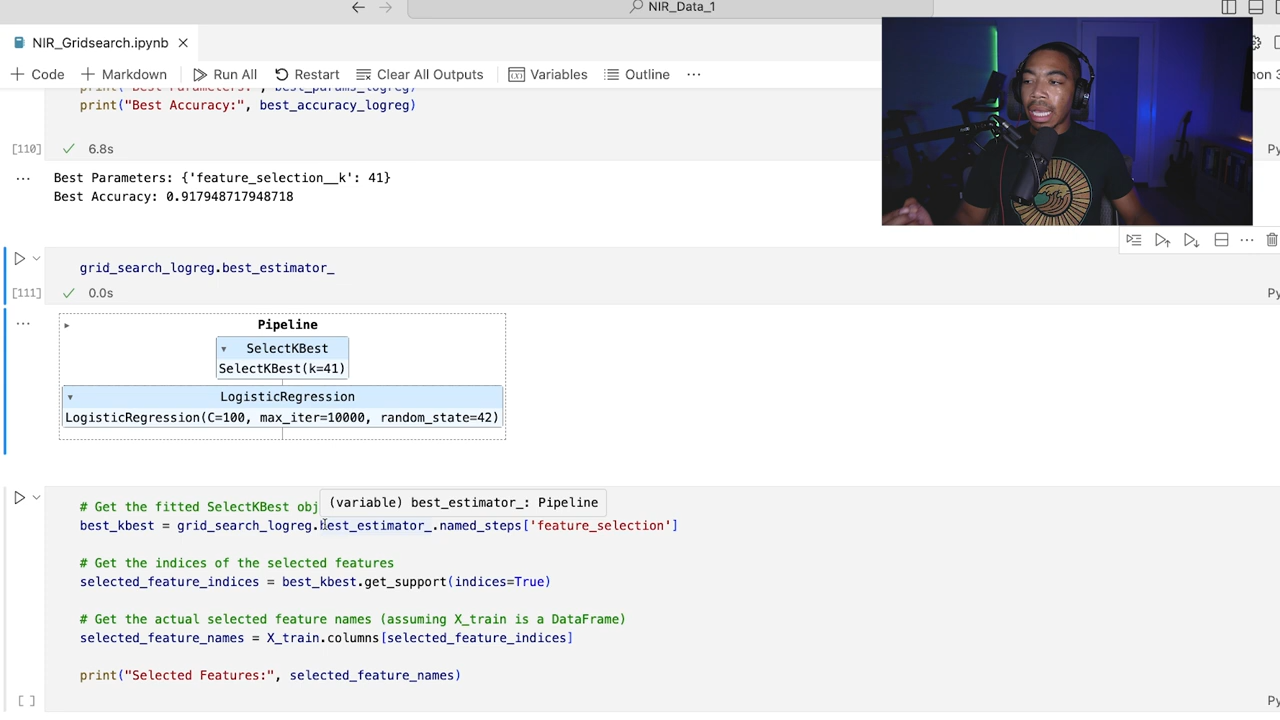 NIR_Data_1
NIR_Gridsearch.ipynb
Code
Markdown
Run All
Restart
Clear All Outputs
Variables
Outline
print("Best Parameters:", best_params_logreg)
print("Best Accuracy:", best_accuracy_logreg)
[110]
6.8s
Py
Best Parameters: {'feature_selection__k': 41}
Best Accuracy: 0.917948717948718
grid_search_logreg.best_estimator_
[111]
0.0s
Py
Pipeline
SelectKBest
SelectKBest(k=41)
LogisticRegression
LogisticRegression(C=100, max_iter=10000, random_state=42)
# Get the fitted SelectKBest obj
(variable) best_estimator_: Pipeline
best_kbest = grid_search_logreg.best_estimator_.named_steps['feature_selection']
# Get the indices of the selected features
selected_feature_indices = best_kbest.get_support(indices=True)
# Get the actual selected feature names (assuming X_train is a DataFrame)
selected_feature_names = X_train.columns[selected_feature_indices]
print("Selected Features:", selected_feature_names)
[ ]
Py